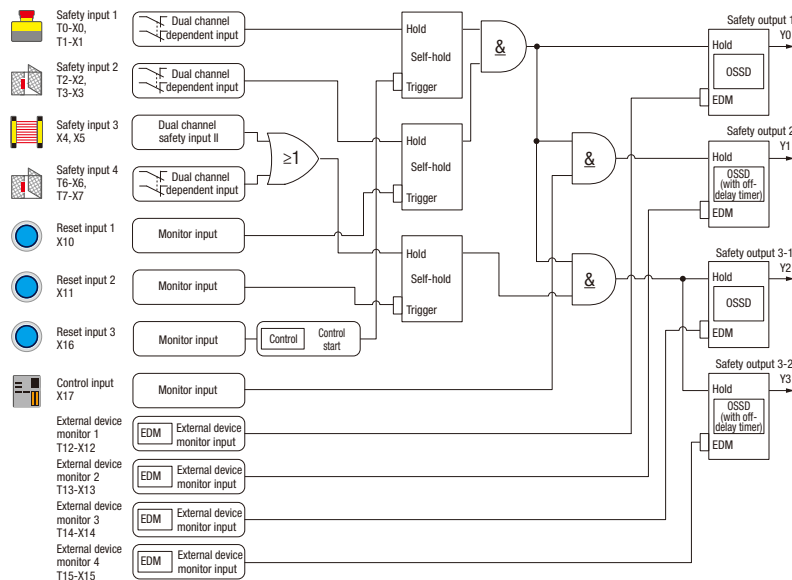 Safety input 1
T0-X0,
T1-X1
Dual channel
dependent input
Safety input 2
T2-X2,
T3-X3
Dual channel
dependent input
Safety input 3
X4, X5
Dual channel
safety input II
Safety input 4
T6-X6,
T7-X7
Dual channel
dependent input
Reset input 1
X10
Monitor input
Reset input 2
X11
Monitor input
Reset input 3
X16
Monitor input
Control
Control
start
Control input
X17
Monitor input
External device
monitor 1
T12-X12
EDM
External device
monitor input
External device
monitor 2
T13-X13
EDM
External device
monitor input
External device
monitor 3
T14-X14
EDM
External device
monitor input
External device
monitor 4
T15-X15
EDM
External device
monitor input
≥1
Hold
Self-hold
Trigger
Hold
Self-hold
Trigger
Hold
Self-hold
Trigger
&
&
&
Safety output 1
Y0
Hold
OSSD
EDM
Safety output 2
Y1
Hold
OSSD
(with off-
delay timer)
EDM
Safety output 3-1
Y2
Hold
OSSD
EDM
Safety output 3-2
Y3
Hold
OSSD
(with off-
delay timer)
EDM